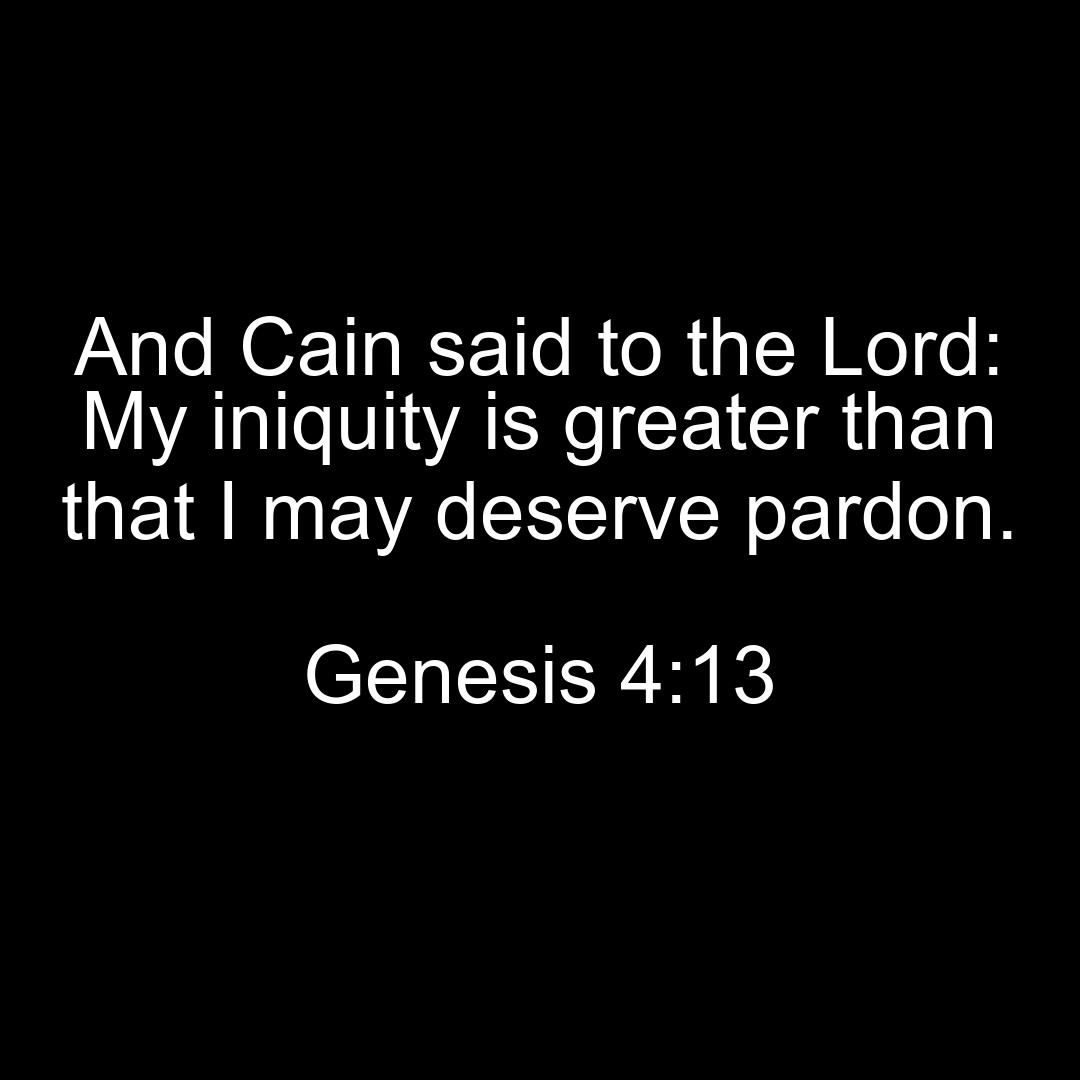 And Cain said to the Lord:
My iniquity is greater than
that I may deserve pardon.
Genesis 4:13